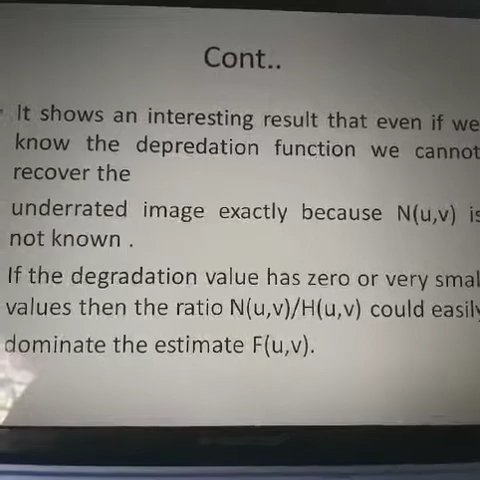 Cont..
It shows an interesting result that even if we
know the depredation function we cannot
recover the
underrated image exactly because N(u,v) is
not known .
If the degradation value has zero or very smal
values then the ratio N(u,v)/H(u,v) could easily
dominate the estimate F(u,v).